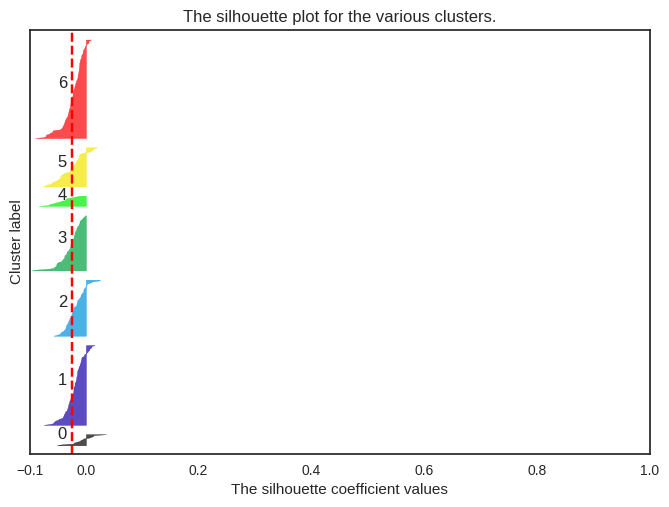 The silhouette plot for the various clusters.
6
5
4
3
2
1
0
Cluster label
−0.1 0.0 0.2 0.4 0.6 0.8 1.0
The silhouette coefficient values